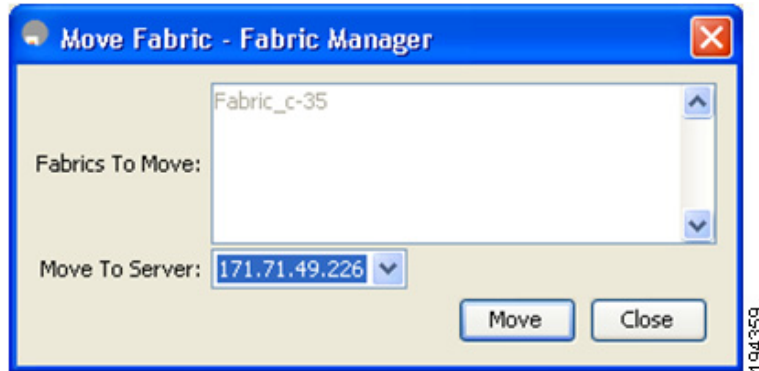 Move Fabric - Fabric Manager
Fabric_c-35
Fabrics To Move:
Move To Server: 171.71.49.226
Move Close
194359